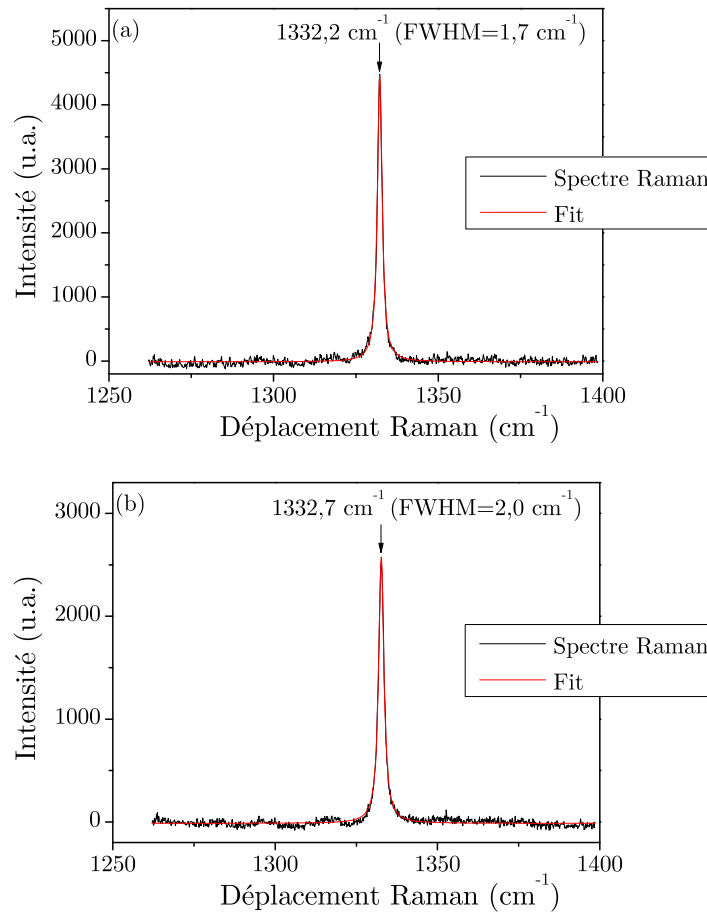 (a)
1332,2 cm⁻¹ (FWHM=1,7 cm⁻¹)
5000
4000
3000
2000
1000
0
Intensité (u.a.)
Spectre Raman
Fit
1250
1300
1350
1400
Déplacement Raman (cm⁻¹)
(b)
1332,7 cm⁻¹ (FWHM=2,0 cm⁻¹)
3000
2000
1000
0
Intensité (u.a.)
Spectre Raman
Fit
1250
1300
1350
1400
Déplacement Raman (cm⁻¹)